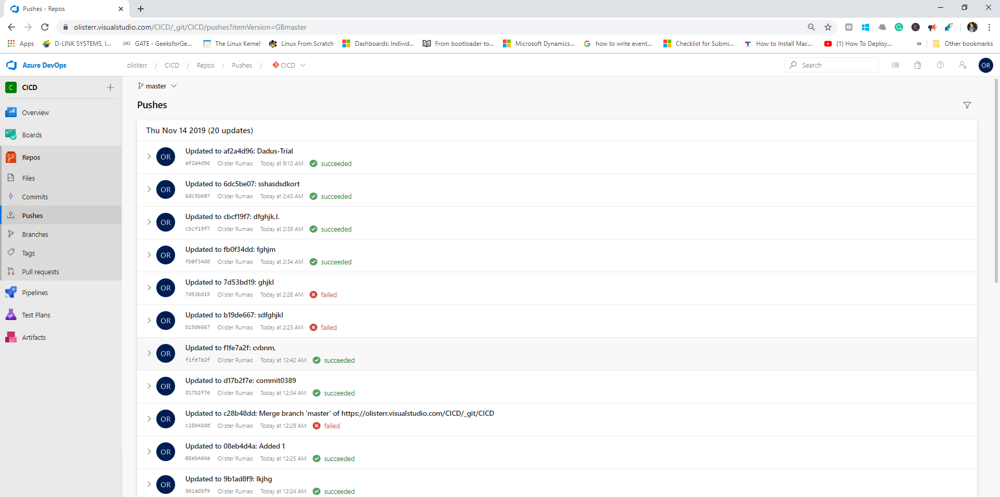 Pushes - Repos
olisterr.visualstudio.com/CICD/_git/CICD/pushes?itemVersion=GBmaster
Apps D-LINK SYSTEMS, I... GATE - GeeksforGe... The Linux Kernel Linux From Scratch Dashboards: Individ... From bootloader to... Microsoft Dynamics... how to write event... Checklist for Submi... How to Install Mac... (1) How To Deploy... » Other bookmarks
Azure DevOps olisterr / CICD / Repos / Pushes / CICD Search OR
C CICD
master
Pushes
Overview
Boards
Repos
Files
Commits
Pushes
Branches
Tags
Pull requests
Pipelines
Test Plans
Artifacts
Thu Nov 14 2019 (20 updates)
OR Updated to af2a4d96: Dadus-Trial
af2a4d96 Olister Rumao Today at 9:10 AM succeeded
OR Updated to 6dc5be07: sshasdsdkort
6dc5be07 Olister Rumao Today at 2:43 AM succeeded
OR Updated to cbcf19f7: dfghjk,l.
cbcf19f7 Olister Rumao Today at 2:39 AM succeeded
OR Updated to fb0f34dd: fghjm
fb0f34dd Olister Rumao Today at 2:34 AM succeeded
OR Updated to 7d53bd19: ghjkl
7d53bd19 Olister Rumao Today at 2:26 AM failed
OR Updated to b19de667: sdfghjkl
b19de667 Olister Rumao Today at 2:23 AM failed
OR Updated to f1fe7a2f: cvbnm,
f1fe7a2f Olister Rumao Today at 12:42 AM succeeded
OR Updated to d17b2f7e: commit0389
d17b2f7e Olister Rumao Today at 12:34 AM succeeded
OR Updated to c28b48dd: Merge branch 'master' of https://olisterr.visualstudio.com/CICD/_git/CICD
c28b48dd Olister Rumao Today at 12:29 AM failed
OR Updated to 08eb4d4a: Added 1
08eb4d4a Olister Rumao Today at 12:25 AM succeeded
OR Updated to 9b1ad8f9: lkjhg
9b1ad8f9 Olister Rumao Today at 12:24 AM succeeded